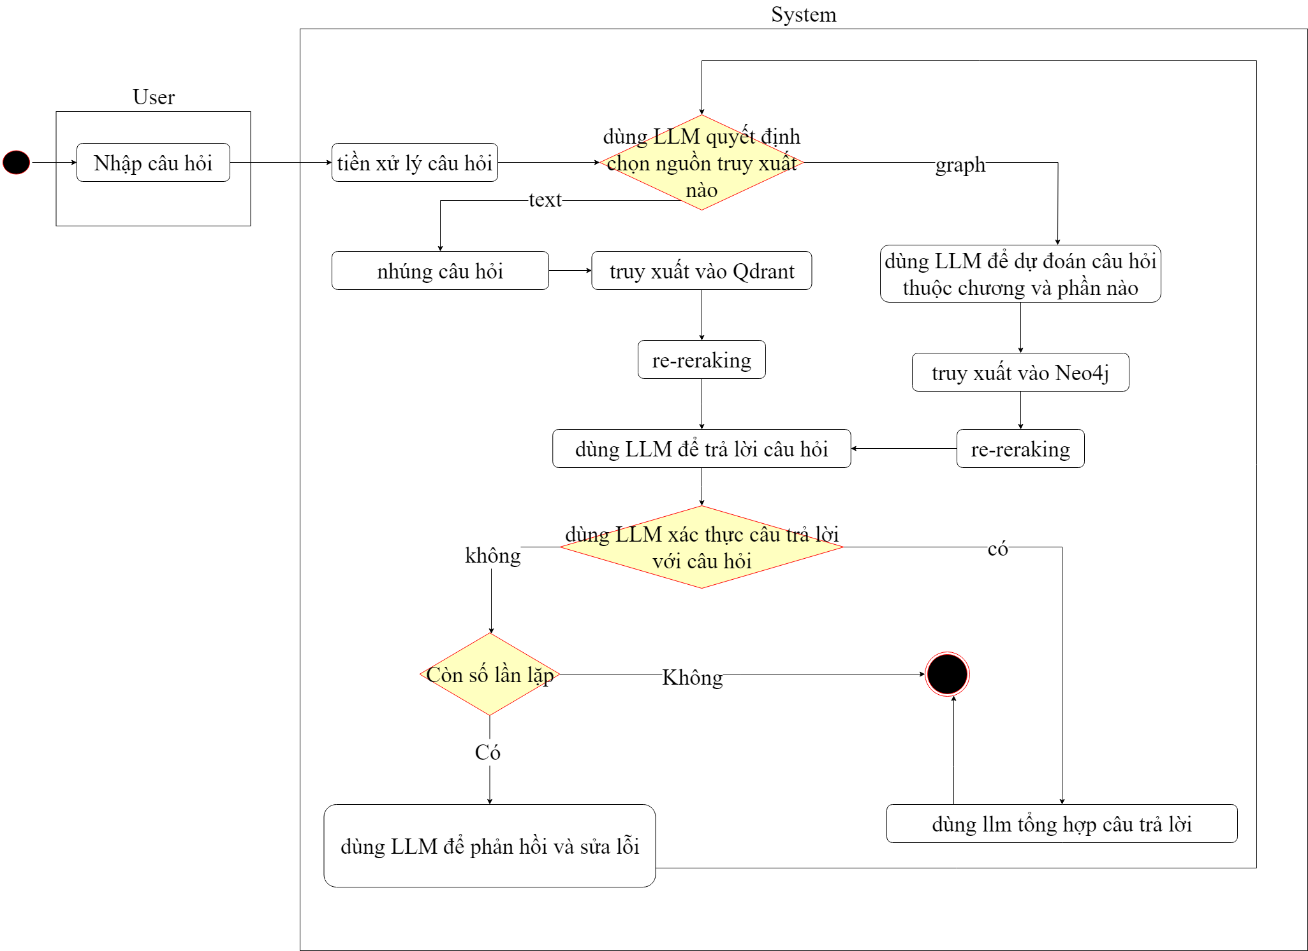 System
User
Nhập câu hỏi
tiền xử lý câu hỏi
dùng LLM quyết định
chọn nguồn truy xuất
nào
graph
text
nhúng câu hỏi
truy xuất vào Qdrant
dùng LLM để dự đoán câu hỏi
thuộc chương và phần nào
re-reraking
truy xuất vào Neo4j
dùng LLM để trả lời câu hỏi
re-reraking
dùng LLM xác thực câu trả lời
với câu hỏi
không
có
Còn số lần lặp
Không
Có
dùng LLM để phản hồi và sửa lỗi
dùng llm tổng hợp câu trả lời